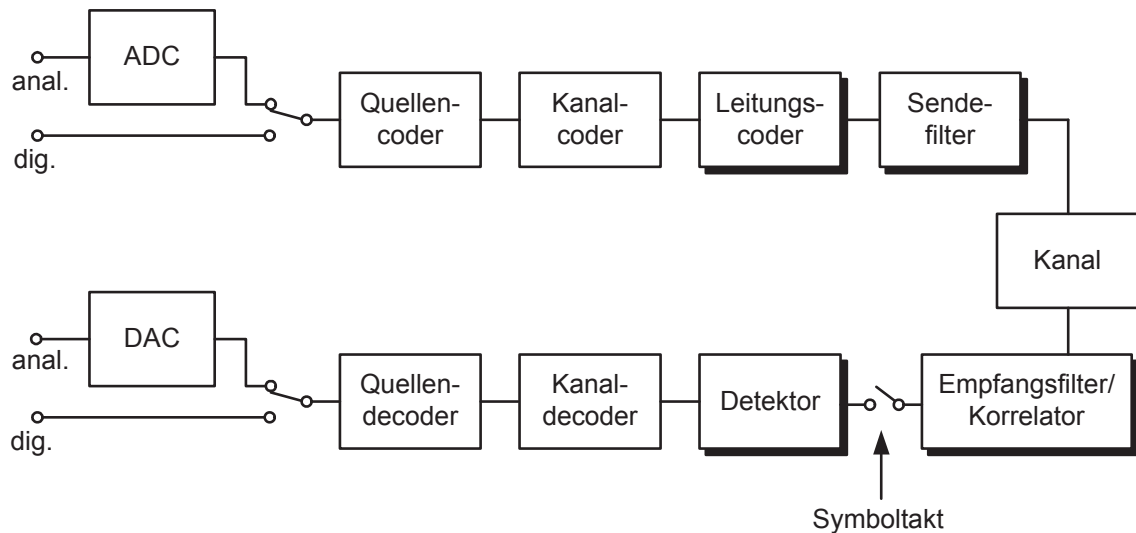 ADC
anal.
dig.
Quellen-
coder
Kanal-
coder
Leitungs-
coder
Sende-
filter
Kanal
DAC
anal.
dig.
Quellen-
decoder
Kanal-
decoder
Detektor
Empfangsfilter/
Korrelator
Symboltakt